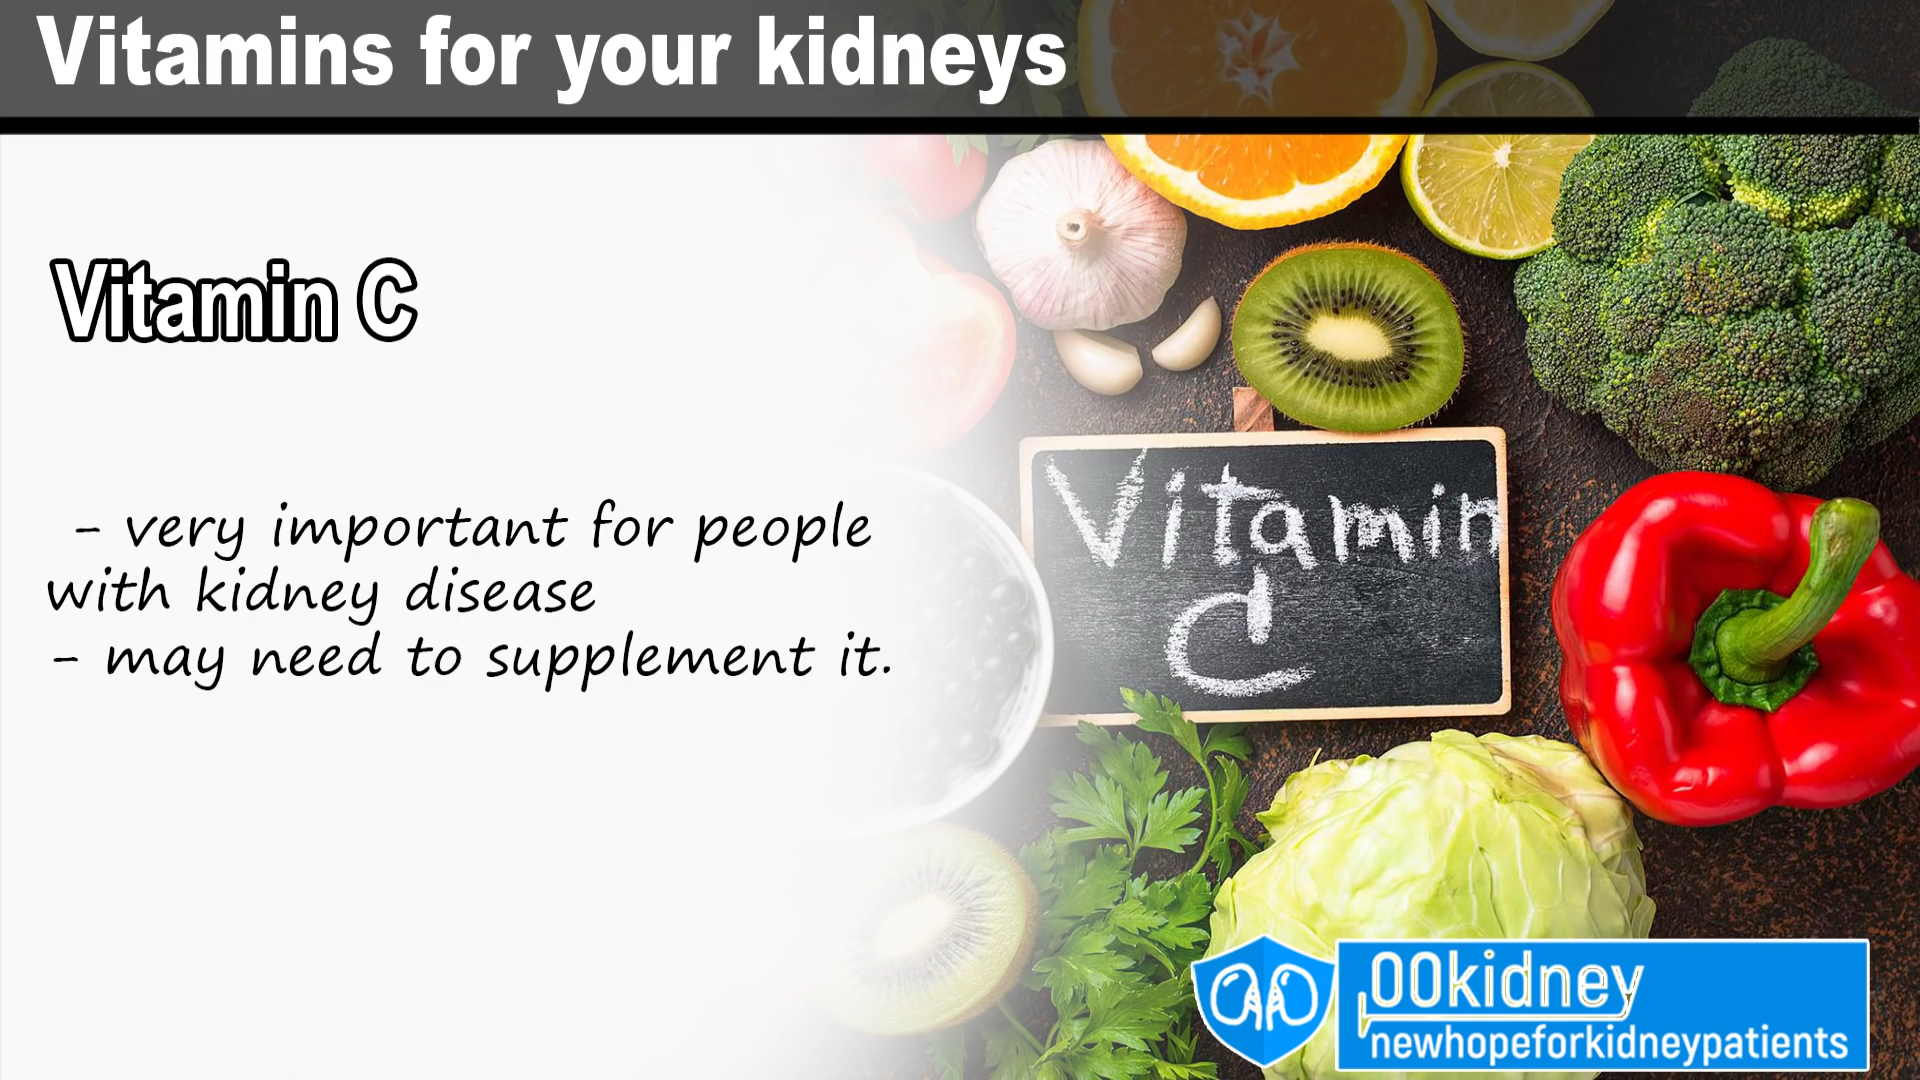 Vitamins for your kidneys
Vitamin C
- very important for people
with kidney disease
- may need to supplement it.
Vitamin
C
00kidney
newhopeforkidneypatients